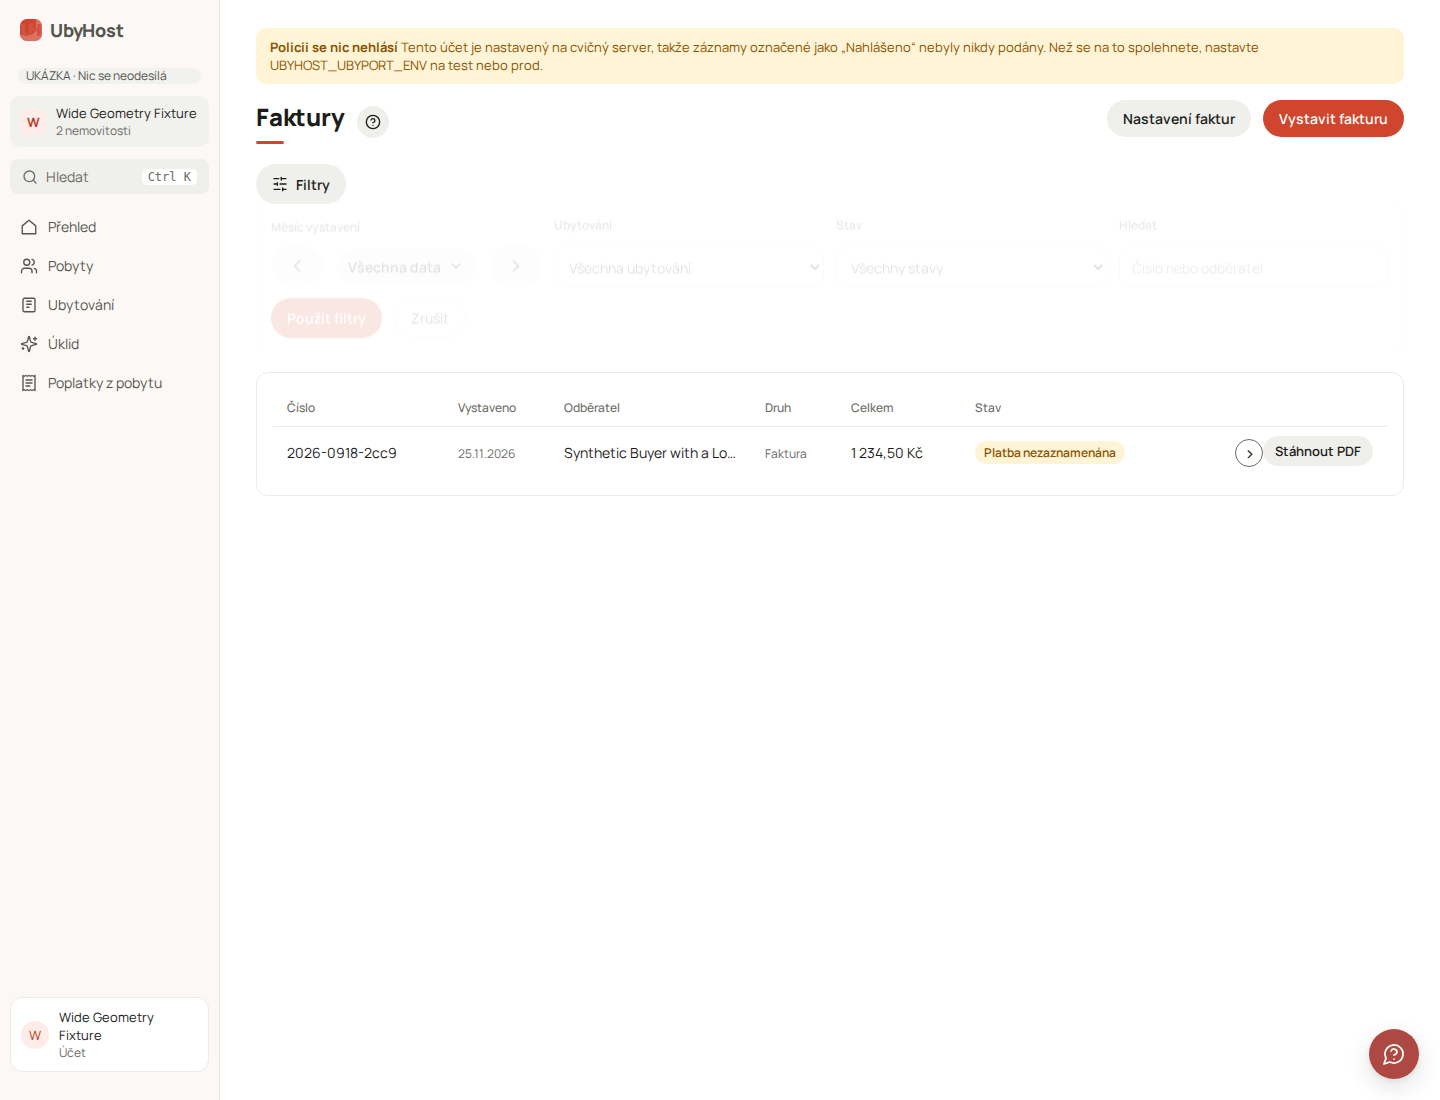 UbyHost
UKÁZKA · Nic se neodesílá
W
Wide Geometry Fixture
2 nemovitosti
Hledat
Ctrl K
Přehled
Pobyty
Ubytování
Úklid
Poplatky z pobytu
W
Wide Geometry
Fixture
Účet
Policii se nic nehlásí Tento účet je nastavený na cvičný server, takže záznamy označené jako „Nahlášeno“ nebyly nikdy podány. Než se na to spolehnete, nastavte
UBYHOST_UBYPORT_ENV na test nebo prod.
Faktury
Nastavení faktur
Vystavit fakturu
Filtry
Měsíc vystavení
Ubytování
Stav
Hledat
Všechna data
Všechna ubytování
Všechny stavy
Číslo nebo odběratel
Použít filtry
Zrušit
Číslo
Vystaveno
Odběratel
Druh
Celkem
Stav
2026-0918-2cc9
25.11.2026
Synthetic Buyer with a Lo…
Faktura
1 234,50 Kč
Platba nezaznamenána
Stáhnout PDF